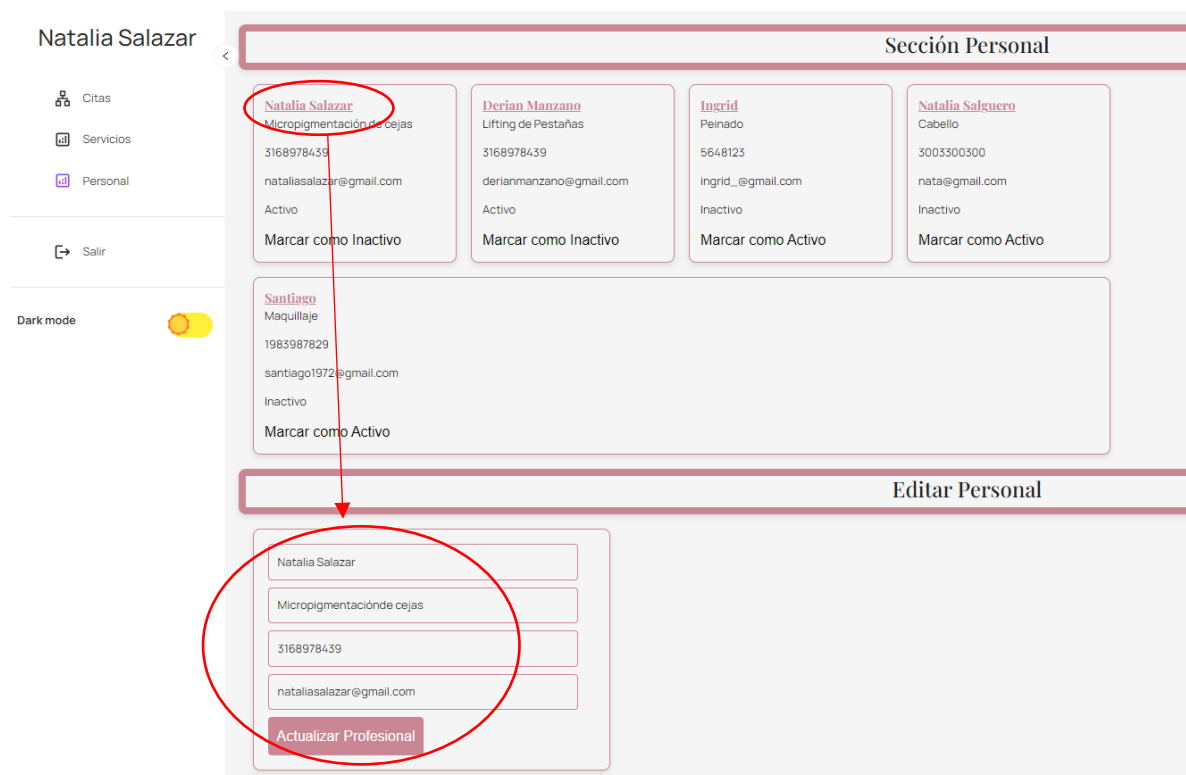 Natalia Salazar
Citas
Servicios
Personal
Salir
Dark mode
Sección Personal
Natalia Salazar
Micropigmentación de cejas
3168978439
nataliasalazar@gmail.com
Activo
Marcar como Inactivo
Derian Manzano
Lifting de Pestañas
3168978439
derianmanzano@gmail.com
Activo
Marcar como Inactivo
Ingrid
Peinado
5648123
ingrid_@gmail.com
Inactivo
Marcar como Activo
Natalia Salguero
Cabello
3003300300
nata@gmail.com
Inactivo
Marcar como Activo
Santiago
Maquillaje
1983987829
santiago1972@gmail.com
Inactivo
Marcar como Activo
Editar Personal
Natalia Salazar
Micropigmentaciónde cejas
3168978439
nataliasalazar@gmail.com
Actualizar Profesional